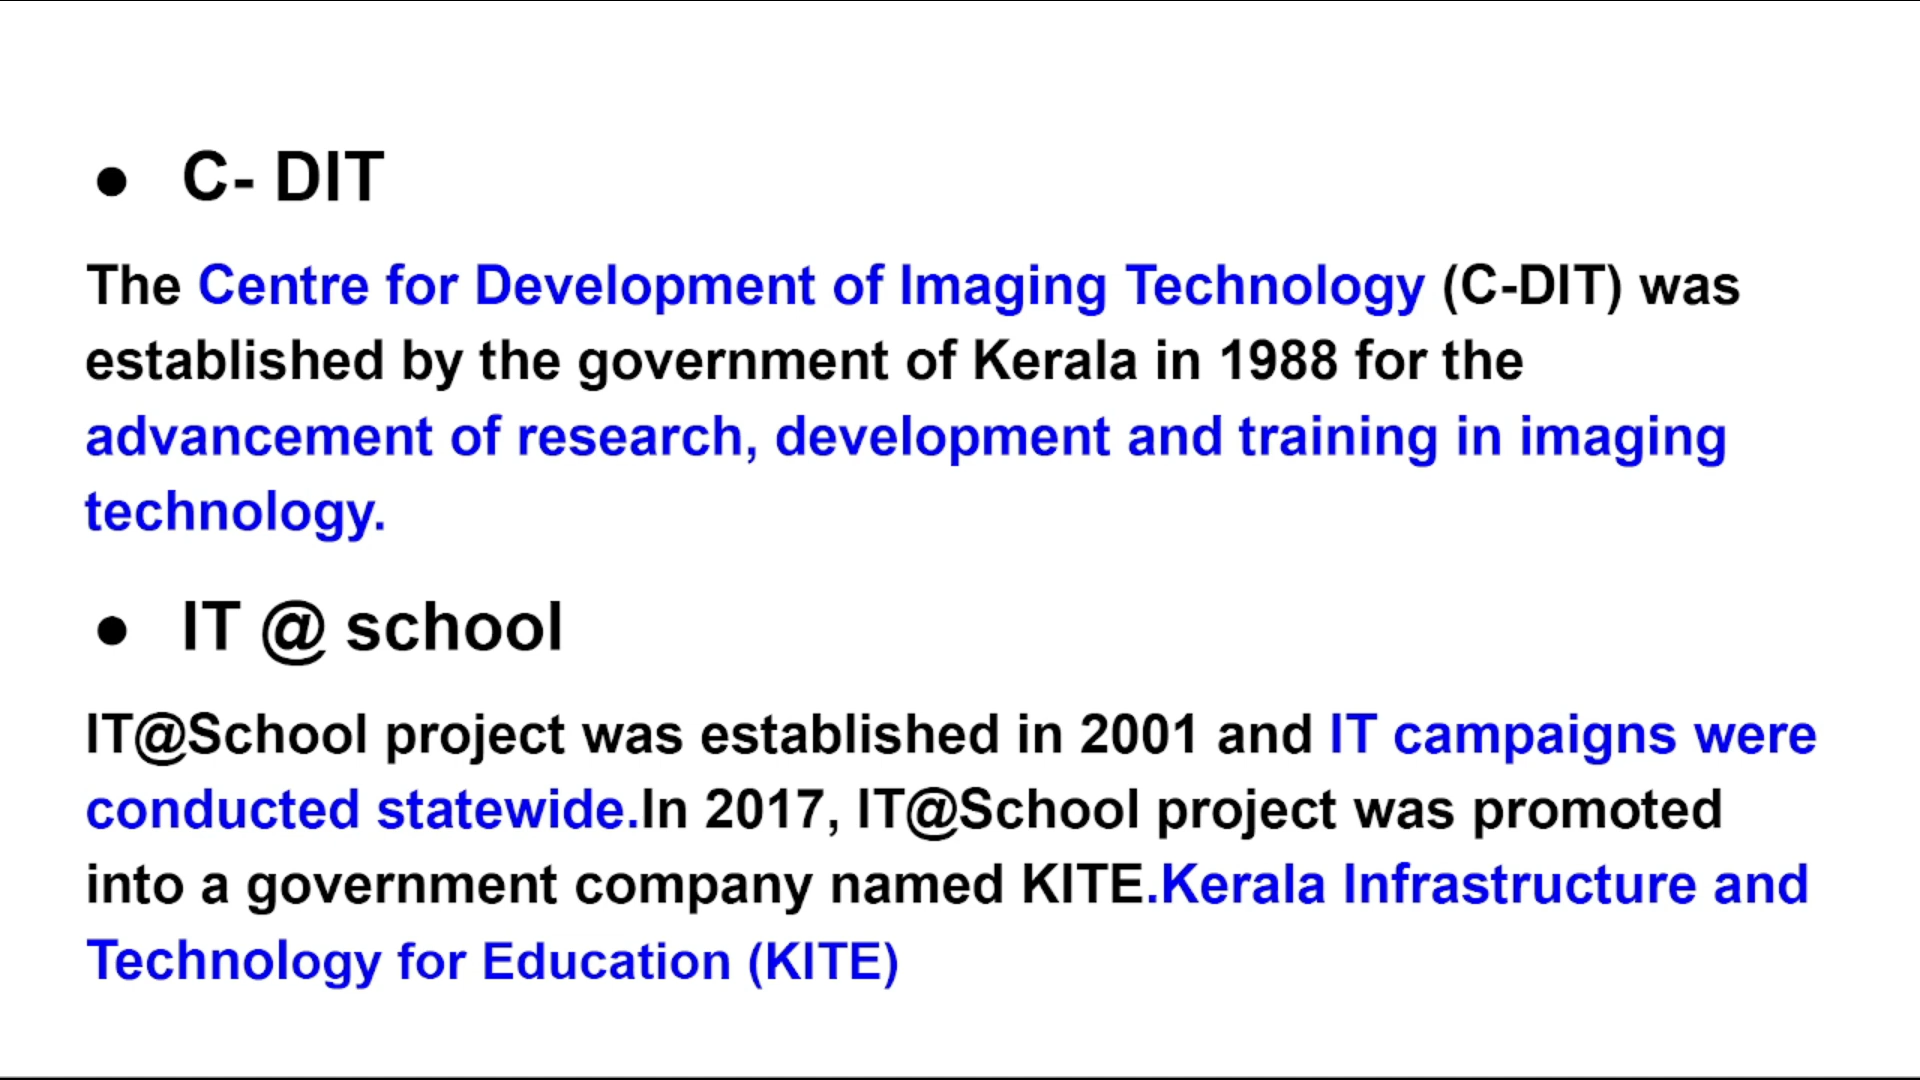 ● C- DIT
The Centre for Development of Imaging Technology (C-DIT) was
established by the government of Kerala in 1988 for the
advancement of research, development and training in imaging
technology.
● IT @ school
IT@School project was established in 2001 and IT campaigns were
conducted statewide.In 2017, IT@School project was promoted
into a government company named KITE.Kerala Infrastructure and
Technology for Education (KITE)